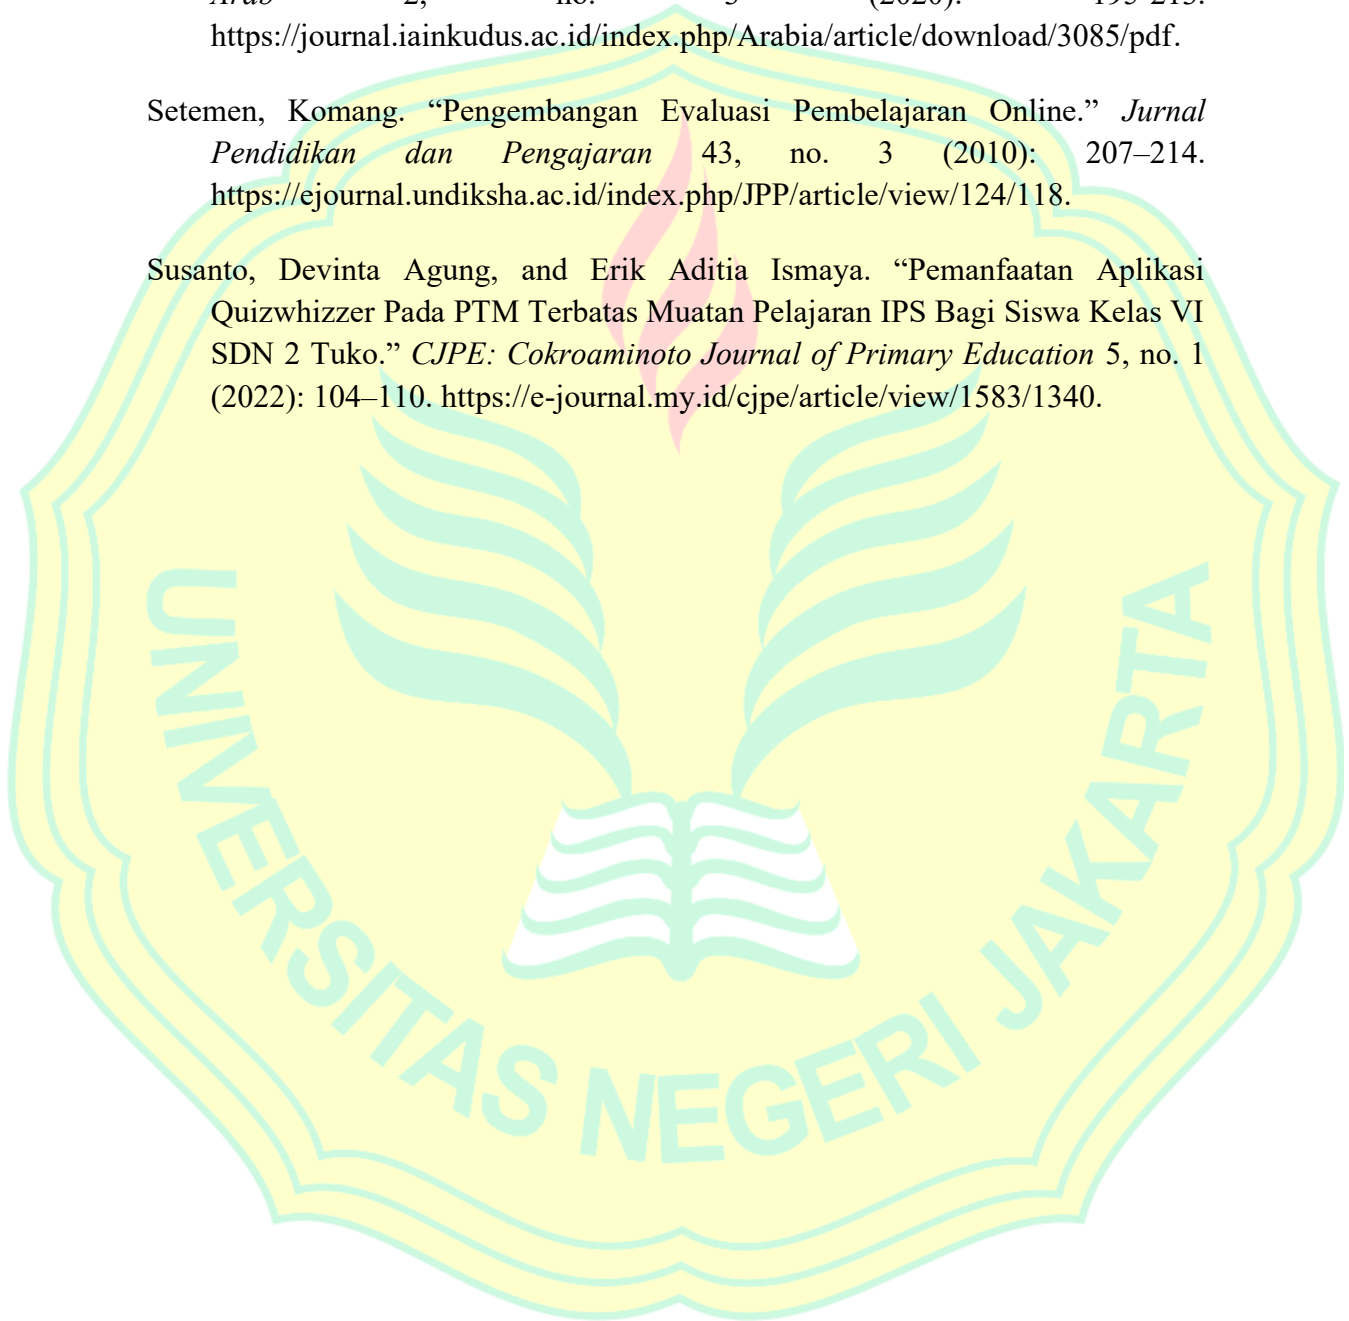 Arab 2, no. (2020):
https://journal.iainkudus.ac.id/index.php/Arabia/article/download/3085/pdf.
Setemen, Komang. “Pengembangan Evaluasi Pembelajaran Online.” Jurnal
Pendidikan dan Pengajaran 43, no. 3 (2010): 207–214.
https://ejournal.undiksha.ac.id/index.php/JPP/article/view/124/118.
Susanto, Devinta Agung, and Erik Aditia Ismaya. “Pemanfaatan Aplikasi
Quizwhizzer Pada PTM Terbatas Muatan Pelajaran IPS Bagi Siswa Kelas VI
SDN 2 Tuko.” CJPE: Cokroaminoto Journal of Primary Education 5, no. 1
(2022): 104–110. https://e-journal.my.id/cjpe/article/view/1583/1340.
UNIVERSITAS NEGERI JAKARTA